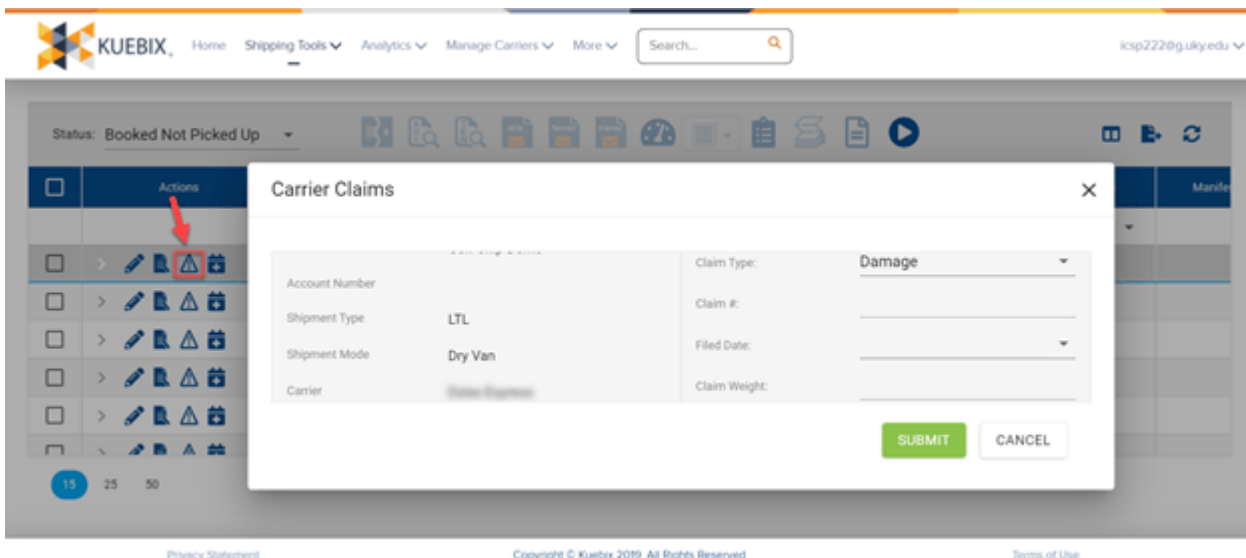 KUEBIX Home Shipping Tools Analytics Manage Carriers More Search... icsp222@g.uky.edu
Status: Booked Not Picked Up
Actions Manife
Carrier Claims
Claim Type: Damage
Account Number
Claim #:
Shipment Type LTL
Filed Date:
Shipment Mode Dry Van
Claim Weight:
Carrier
SUBMIT CANCEL
15 25 50
Privacy Statement Copyright © Kuebix 2019. All Rights Reserved Terms of Use